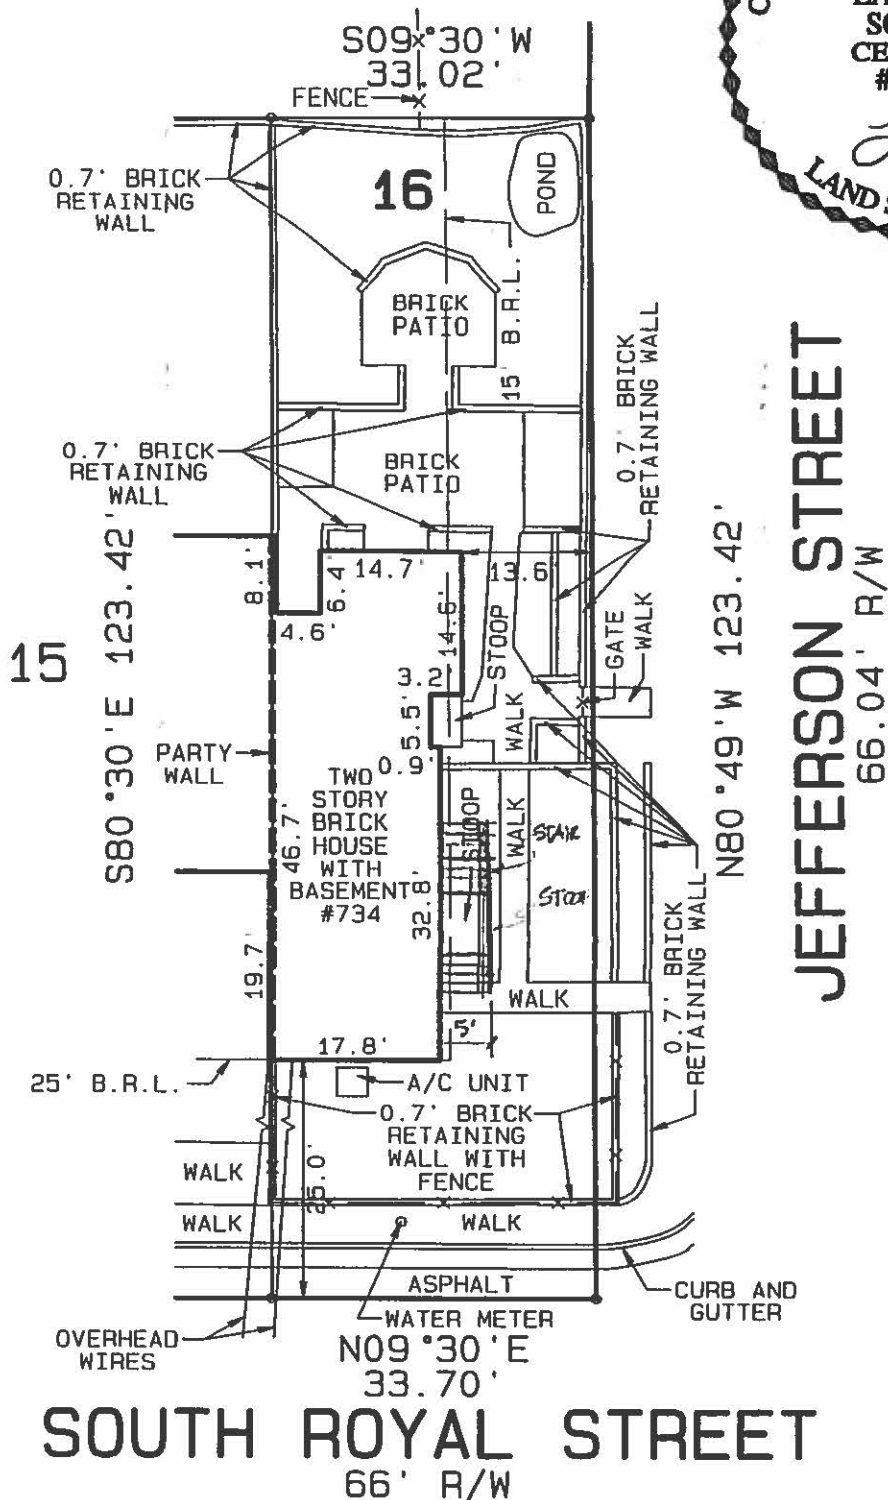 S09°30'W
33.02'
FENCE
SO
CE
#
LAND S
0.7' BRICK
RETAINING
WALL
16
POND
15' B.R.L.
BRICK
PATIO
0.7' BRICK
RETAINING WALL
0.7' BRICK
RETAINING
WALL
BRICK
PATIO
JEFFERSON STREET
66.04' R/W
N80°49'W 123.42'
S80°30'E 123.42'
15
8.1'
6.4'
14.7'
13.6
4.6'
14.6'
STOOP
GATE
WALK
3.2'
5.5'
WALK
PARTY
WALL
0.9'
TWO
STORY
BRICK
HOUSE
WITH
BASEMENT
#734
46.7'
32.8'
STOOP
WALK
STAIR
STOOP
19.7'
WALK
0.7' BRICK
RETAINING WALL
17.8'
5'
25' B.R.L.
A/C UNIT
0.7' BRICK
RETAINING
WALL WITH
FENCE
25.0'
WALK
WALK
WALK
ASPHALT
CURB AND
GUTTER
WATER METER
OVERHEAD
WIRES
N09°30'E
33.70'
SOUTH ROYAL STREET
66' R/W